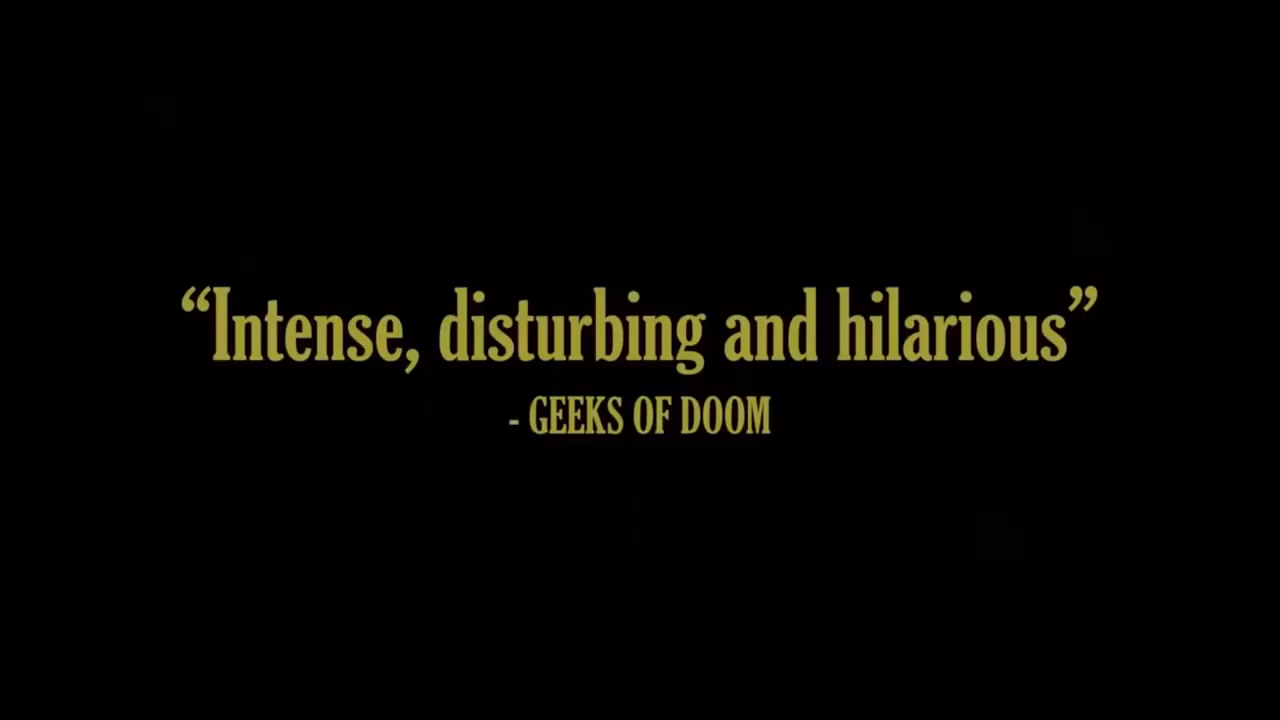 “Intense, disturbing and hilarious”
- GEEKS OF DOOM